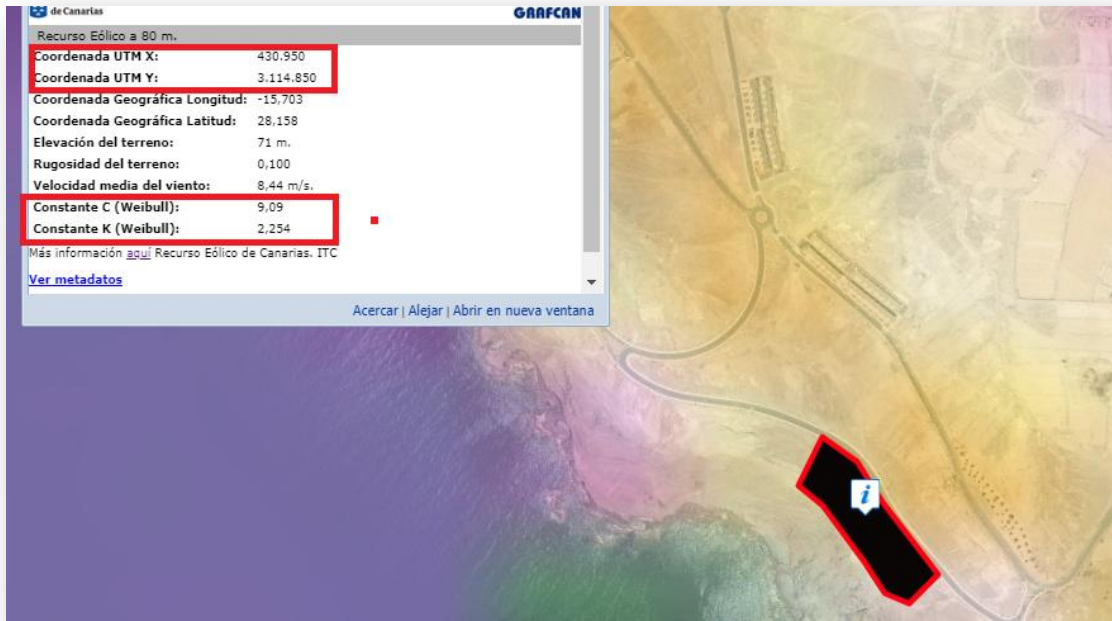 de Canarias
GRAFCAN
Recurso Eólico a 80 m.
Coordenada UTM X: 430.950
Coordenada UTM Y: 3.114.850
Coordenada Geográfica Longitud: -15,703
Coordenada Geográfica Latitud: 28,158
Elevación del terreno: 71 m.
Rugosidad del terreno: 0,100
Velocidad media del viento: 8,44 m/s.
Constante C (Weibull): 9,09
Constante K (Weibull): 2,254
Más información aquí Recurso Eólico de Canarias. ITC
Ver metadatos
Acercar | Alejar | Abrir en nueva ventana
i